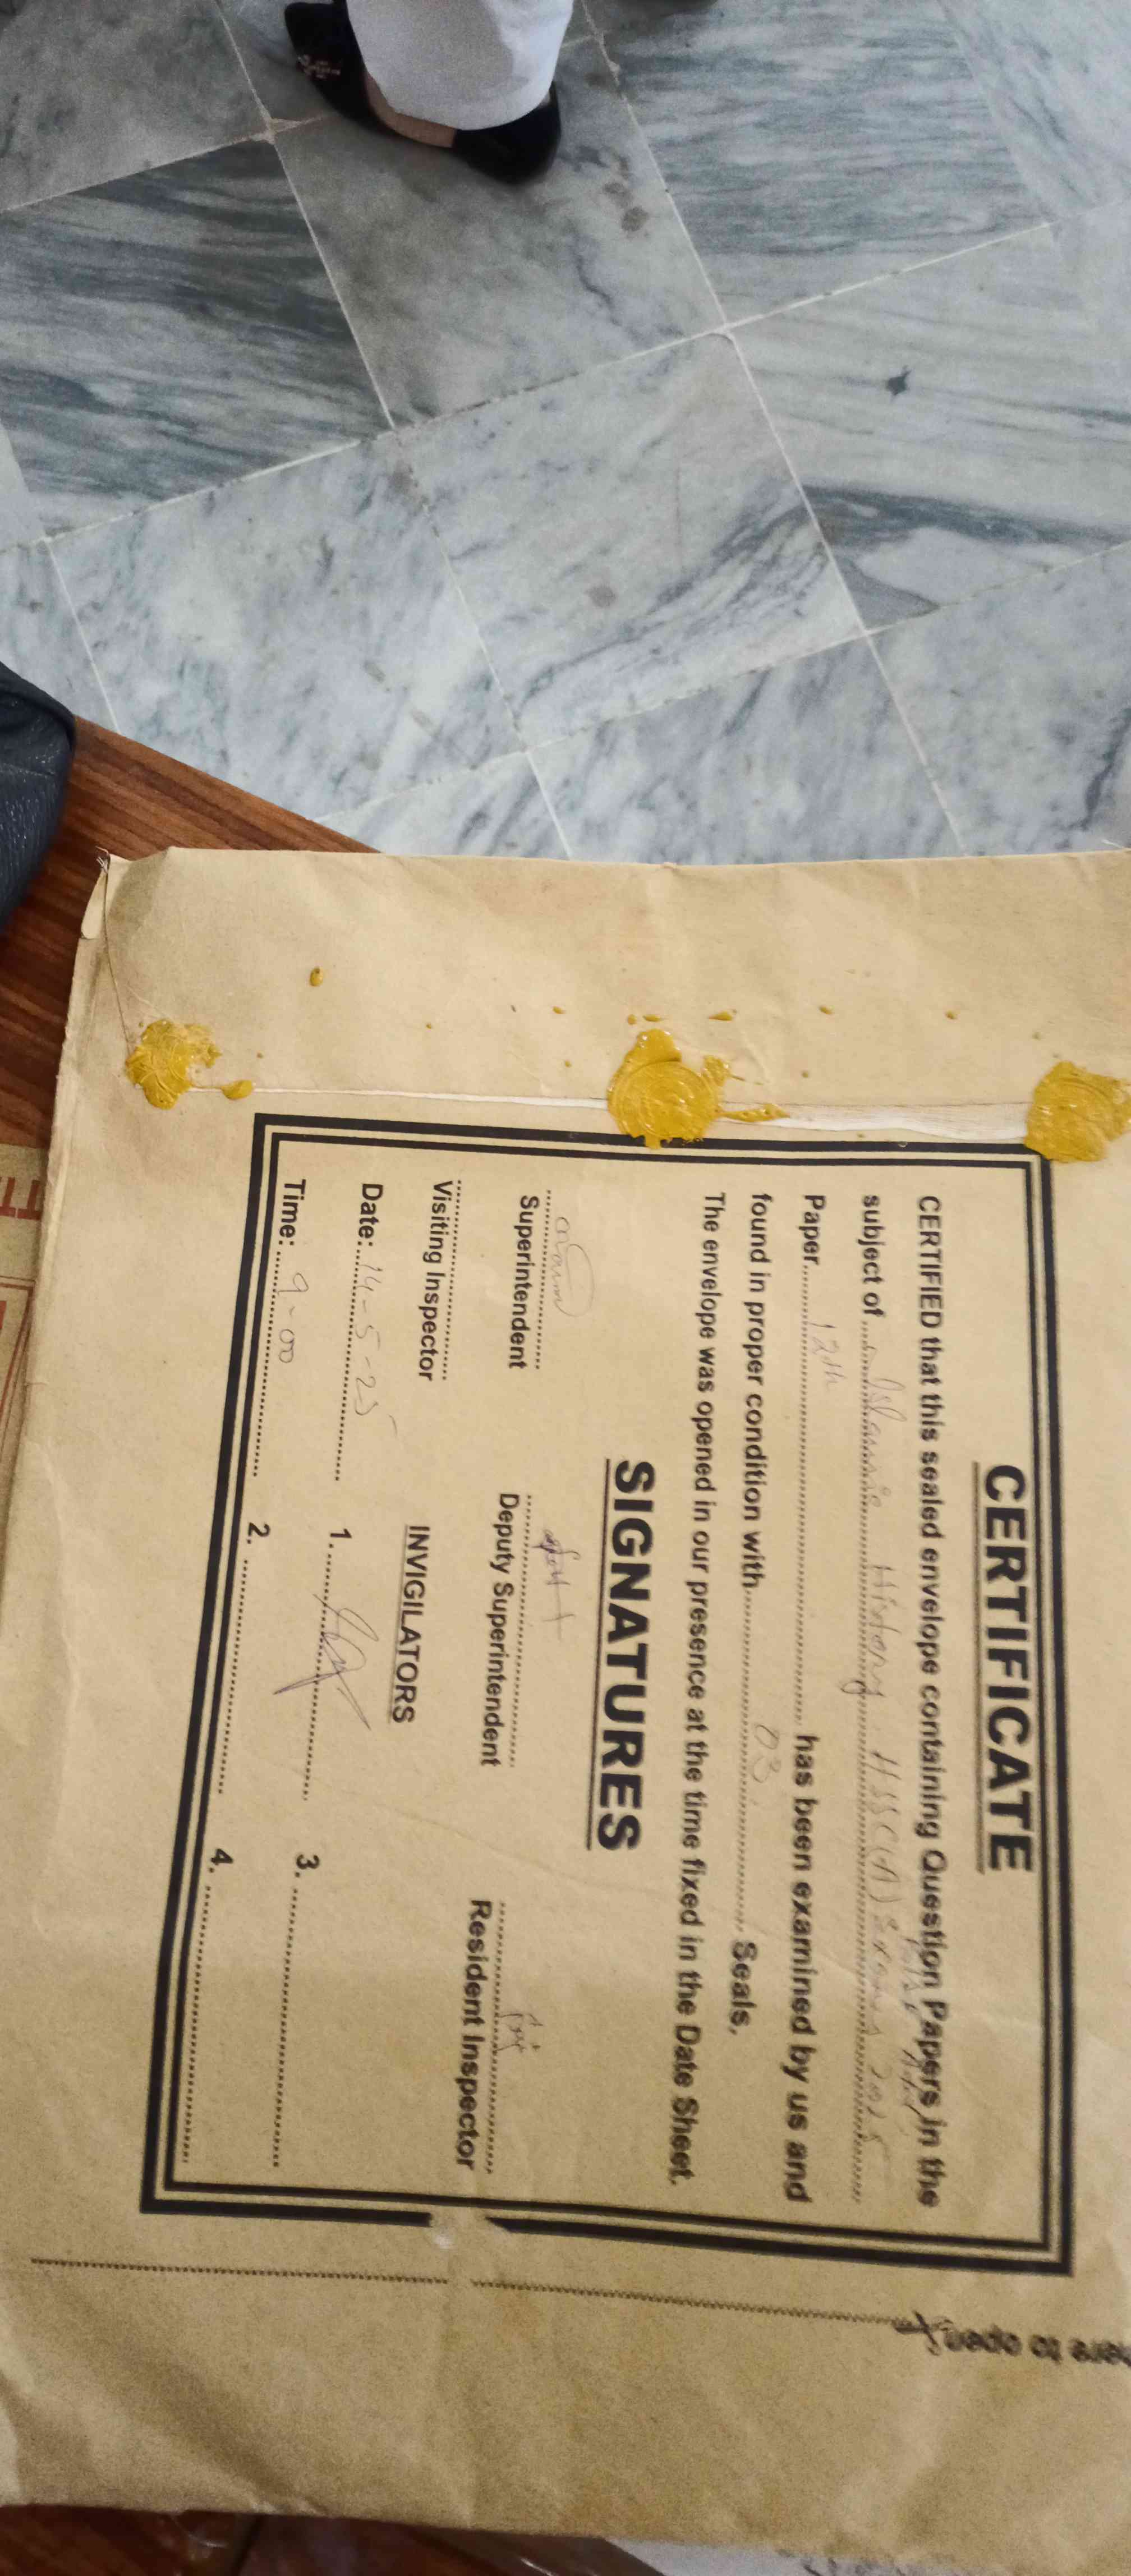 CERTIFICATE
CERTIFIED that this sealed envelope containing Question Papers in the
subject of Islamic History HSSC(A) Exams 2025
Paper 12th has been examined by us and
found in proper condition with 03 Seals,
The envelope was opened in our presence at the time fixed in the Date Sheet.
SIGNATURES
Superintendent Deputy Superintendent Resident Inspector
Visiting Inspector INVIGILATORS
Date: 14-5-25 1. 3.
Time: 9-00 2. 4.
to open